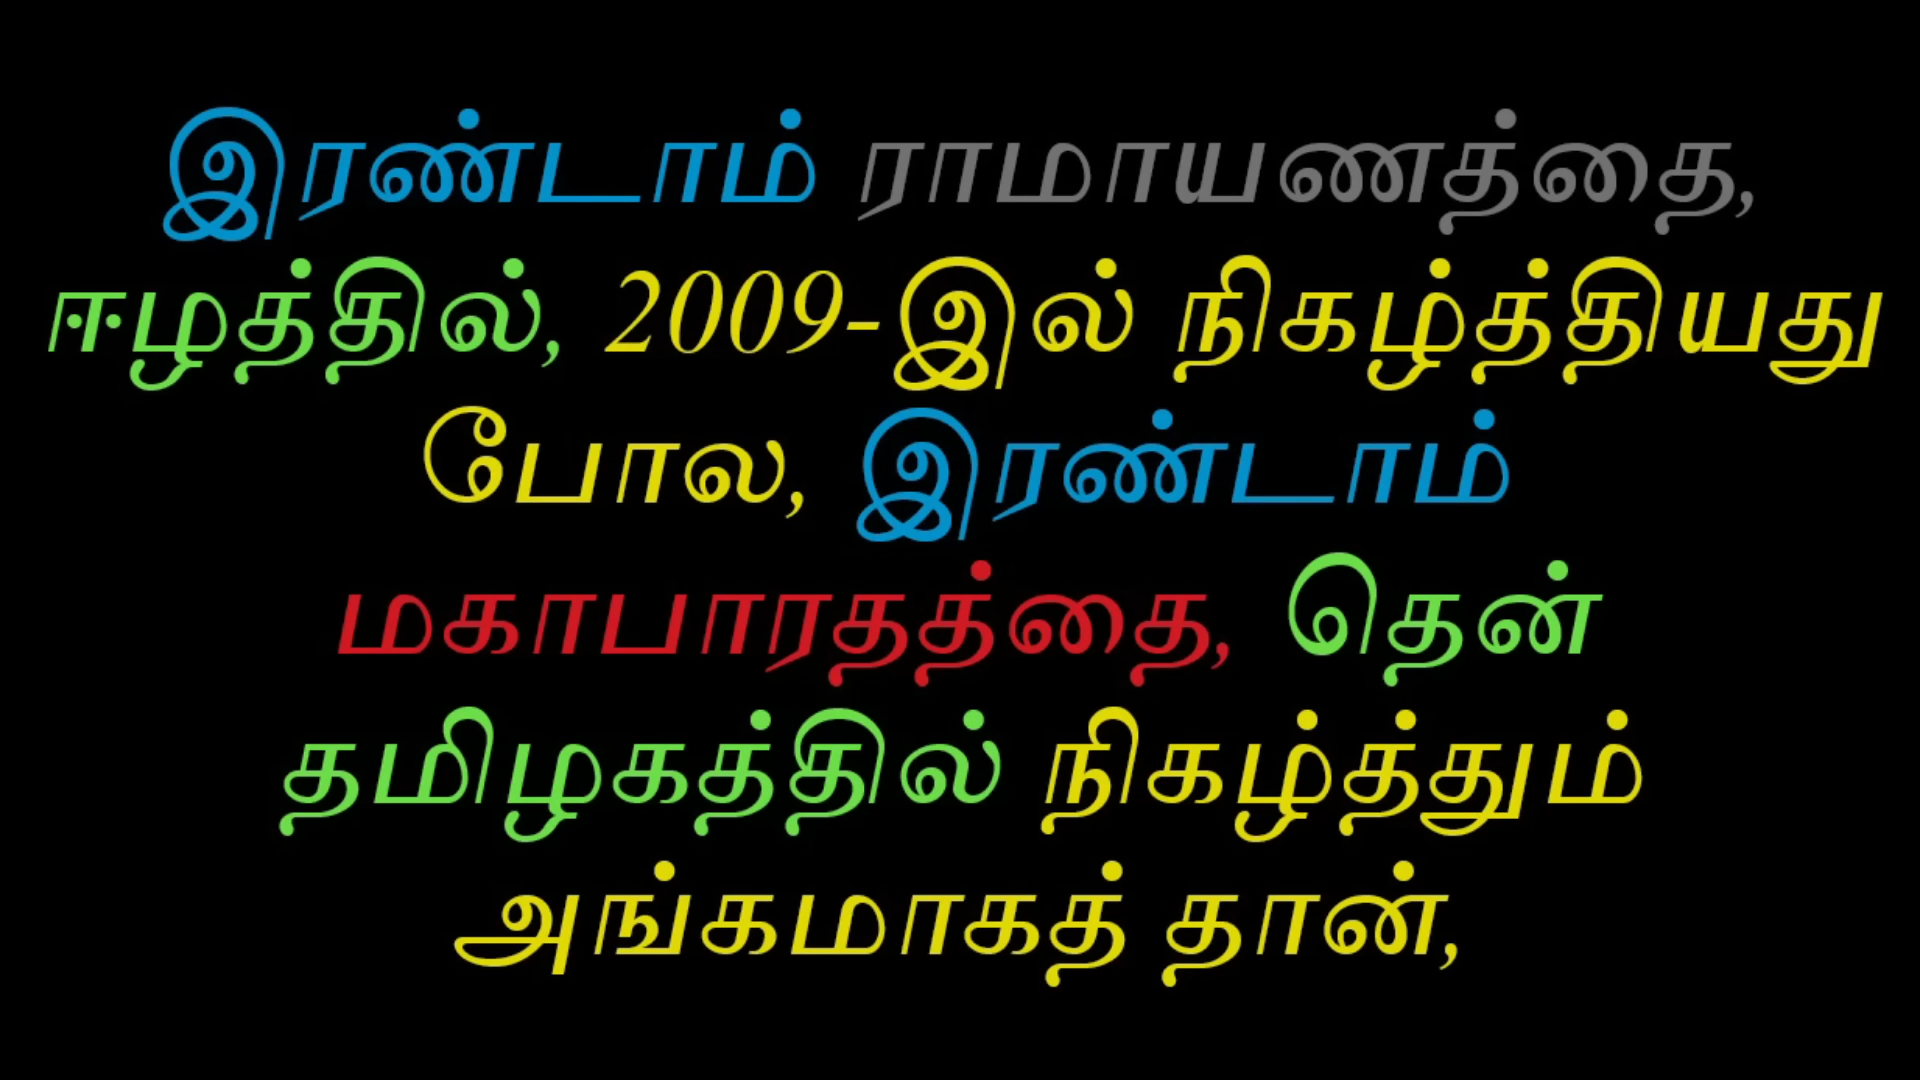 இரண்டாம் ராமாயணத்தை,
ஈழத்தில், 2009-இல் நிகழ்த்தியது
போல, இரண்டாம்
மகாபாரதத்தை, தென்
தமிழகத்தில் நிகழ்த்தும்
அங்கமாகத் தான்,